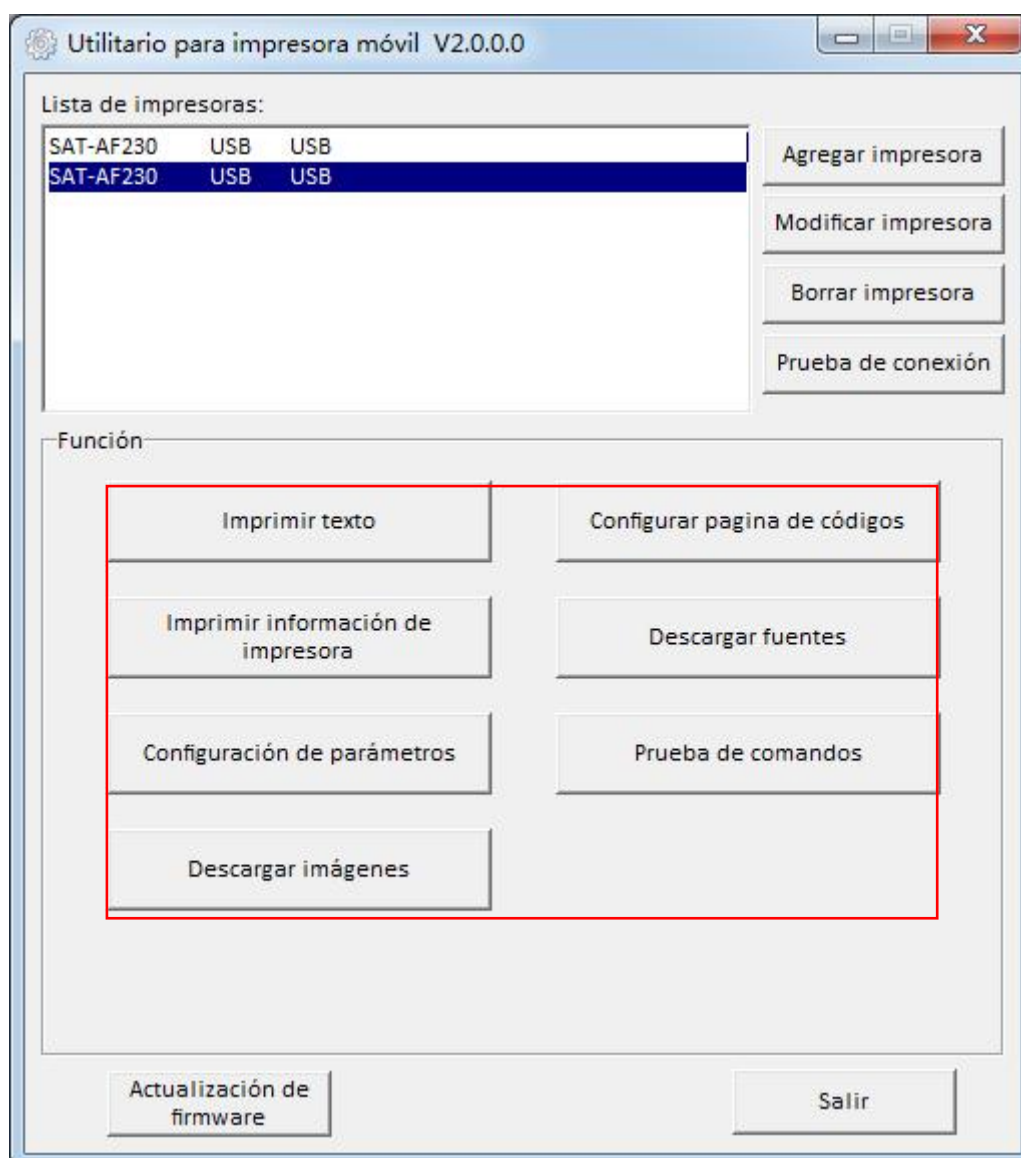 Utilitario para impresora móvil V2.0.0.0
Lista de impresoras:
SAT-AF230 USB USB
SAT-AF230 USB USB
Agregar impresora
Modificar impresora
Borrar impresora
Prueba de conexión
Función
Imprimir texto
Configurar pagina de códigos
Imprimir información de
impresora
Descargar fuentes
Configuración de parámetros
Prueba de comandos
Descargar imágenes
Actualización de
firmware
Salir